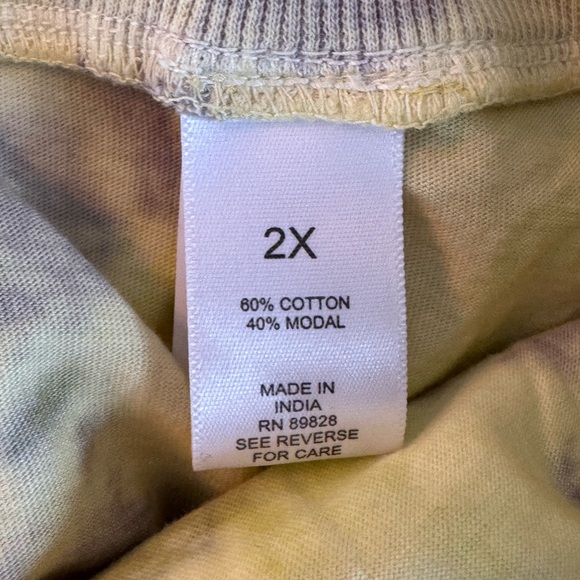 2X
60% COTTON
40% MODAL
MADE IN
INDIA
RN 89828
SEE REVERSE
FOR CARE